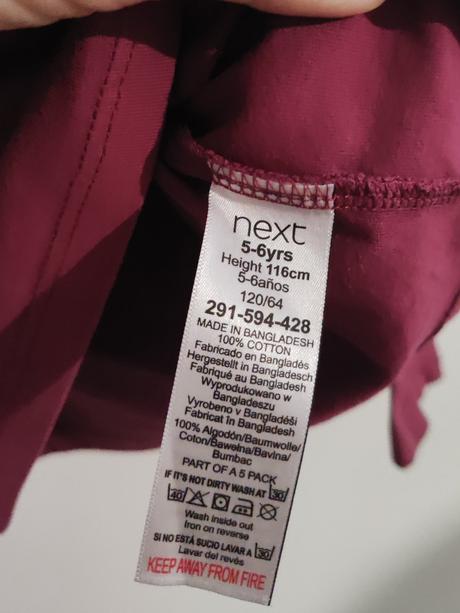 next
5-6yrs
Height 116cm
5-6años
120/64
291-594-428
MADE IN BANGLADESH
100% COTTON
Fabricado en Bangladés
Hergestellt in Bangladesh
Fabriqué au Bangladesh
Wyprodukowano w
Bangladeszu
Vyrobeno v Bangladéši
Fabricat în Bangladesh
100% Algodón/Baumwolle/
Coton/Bawełna/Bavlna/
Bumbac
PART OF A 5 PACK
IF IT'S NOT DIRTY WASH AT 30
40
Wash inside out
Iron on reverse
SI NO ESTÁ SUCIO LAVAR A 30
Lavar del revés
KEEP AWAY FROM FIRE